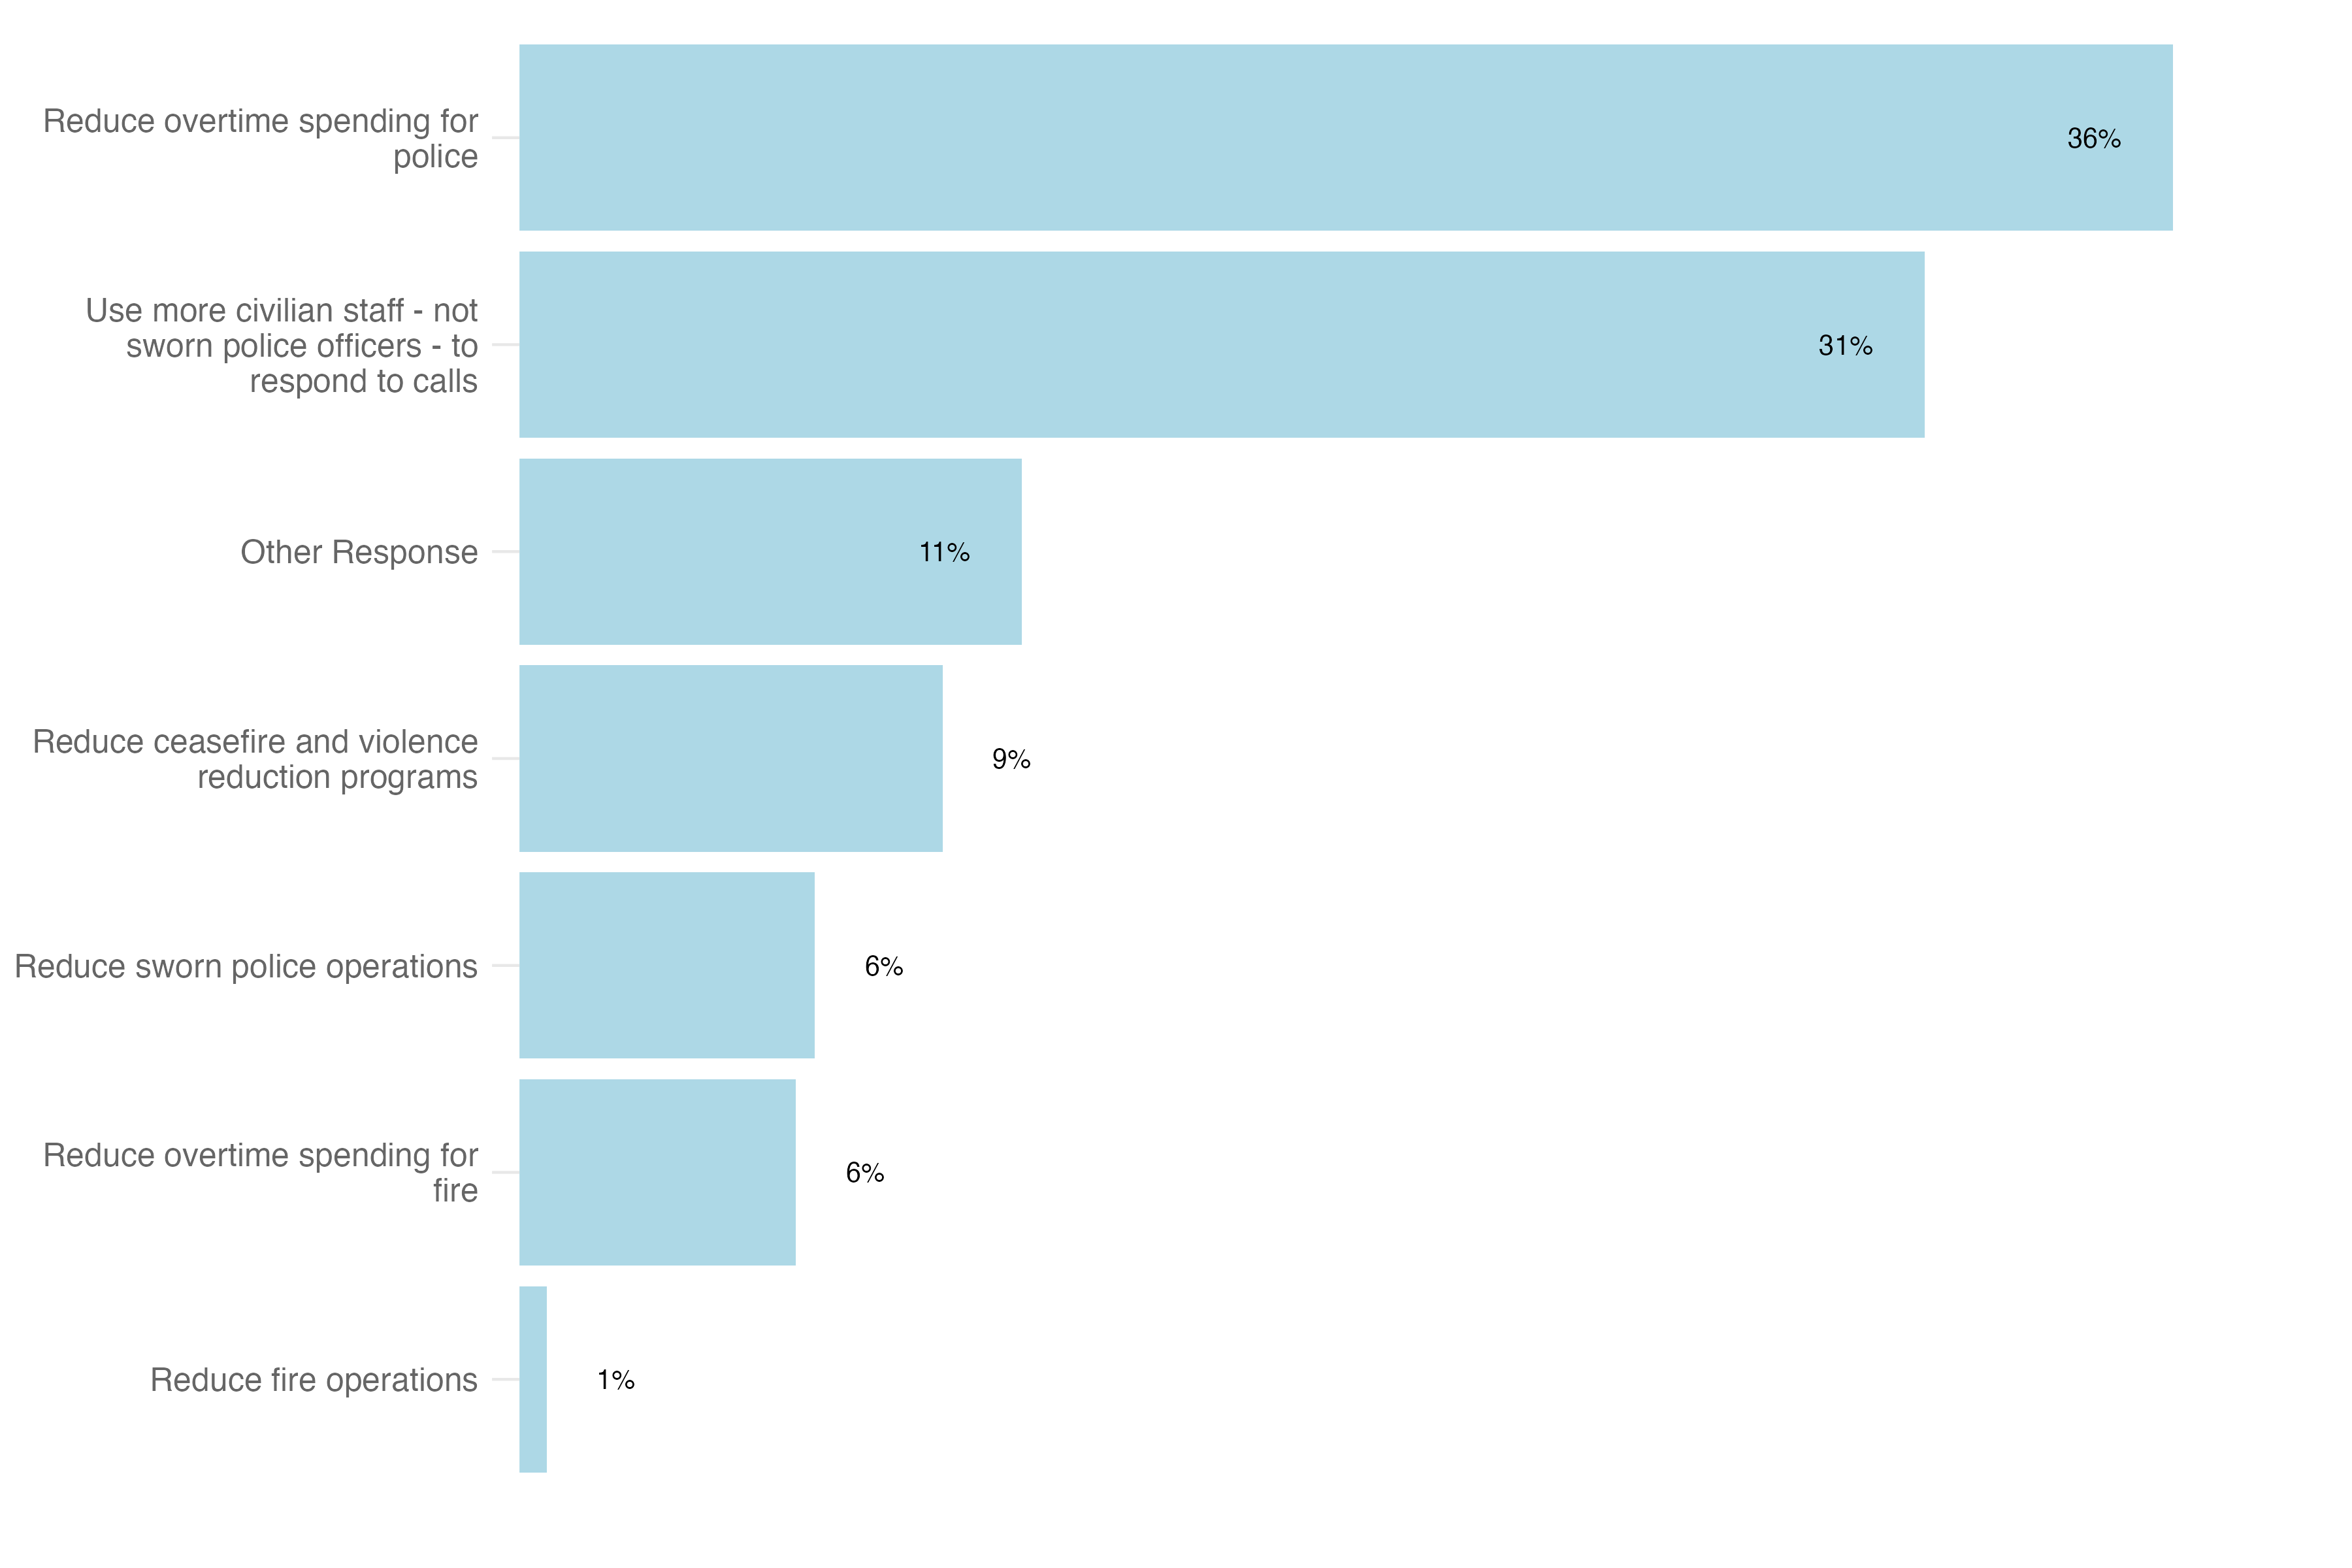 Reduce overtime spending for
police
36%
Use more civilian staff - not
sworn police officers - to
respond to calls
31%
Other Response
11%
Reduce ceasefire and violence
reduction programs
9%
Reduce sworn police operations
6%
Reduce overtime spending for
fire
6%
Reduce fire operations
1%